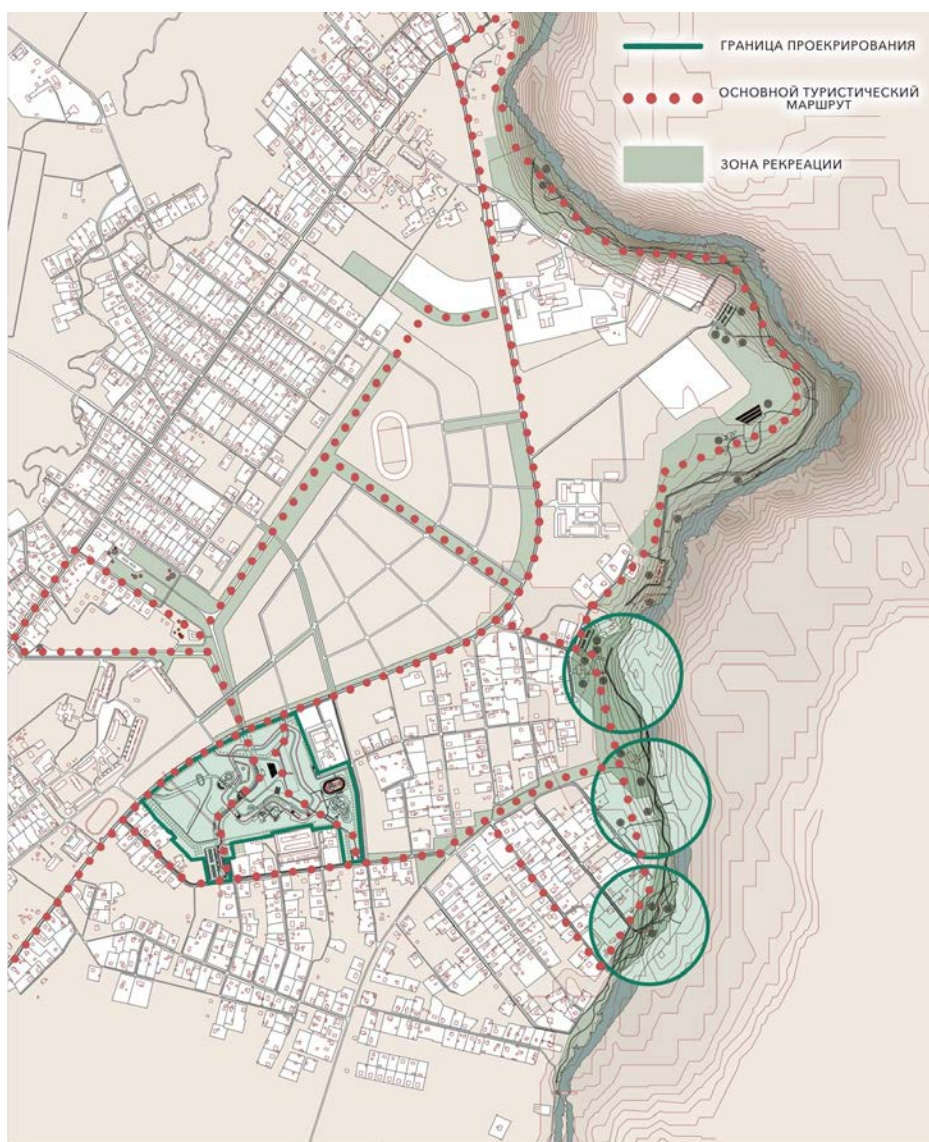 ГРАНИЦА ПРОЕКРИРОВАНИЯ
ОСНОВНОЙ ТУРИСТИЧЕСКИЙ
МАРШРУТ
ЗОНА РЕКРЕАЦИИ